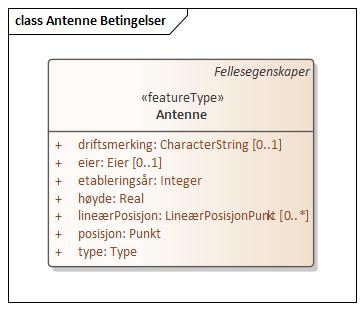 class Antenne Betingelser
Fellesegenskaper
«featureType»
Antenne
+ driftsmerking: CharacterString [0..1]
+ eier: Eier [0..1]
+ etableringsår: Integer
+ høyde: Real
+ lineærPosisjon: LineærPosisjonPunkt [0..*]
+ posisjon: Punkt
+ type: Type